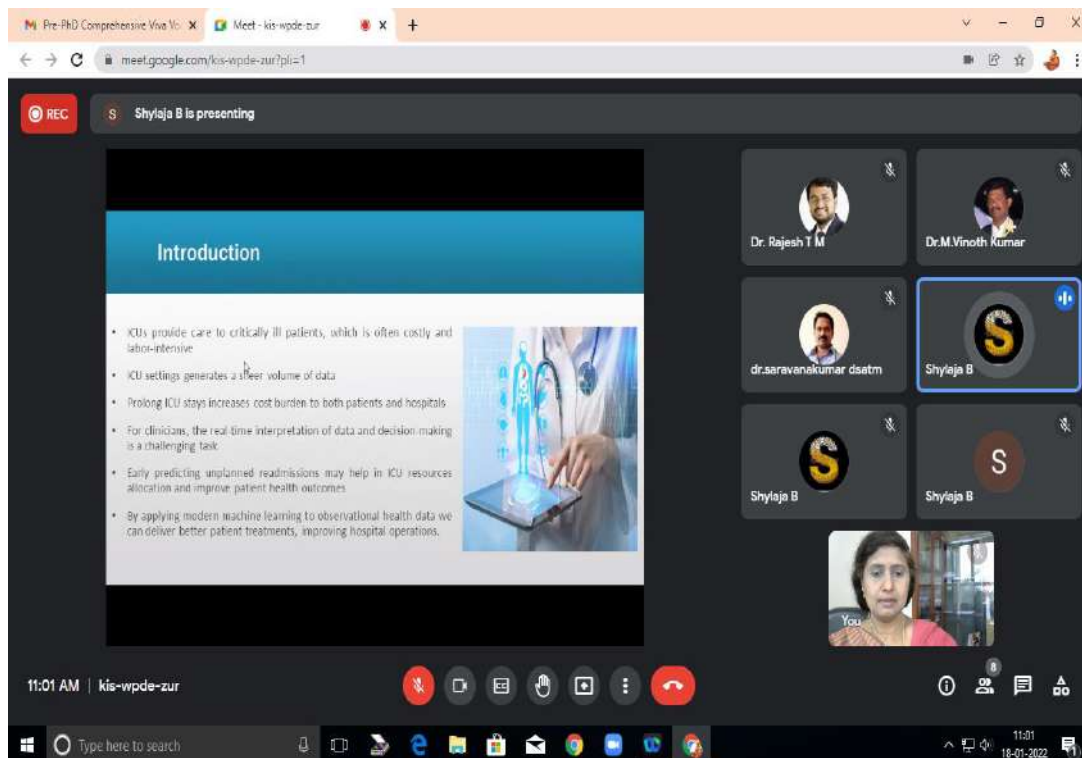 Pre-PhD Comprehensive Viva Vo
Meet - kis-wpde-zur
meet.google.com/kis-wpde-zur?pli=1
REC
S
Shylaja B is presenting
Introduction
• ICUs provide care to critically ill patients, which is often costly and
labor-intensive
• ICU settings generates a sheer volume of data
• Prolong ICU stays increases cost burden to both patients and hospitals
• For clinicians, the real-time interpretation of data and decision-making
is a challenging task
• Early predicting unplanned readmissions may help in ICU resources
allocation and improve patient health outcomes
• By applying modern machine learning to observational health data we
can deliver better patient treatments, improving hospital operations.
Dr. Rajesh T M
Dr.M.Vinoth Kumar
dr.saravanakumar dsatm
S
Shylaja B
S
Shylaja B
S
Shylaja B
You
11:01 AM | kis-wpde-zur
CC
8
Type here to search
11:01
18-01-2022
1